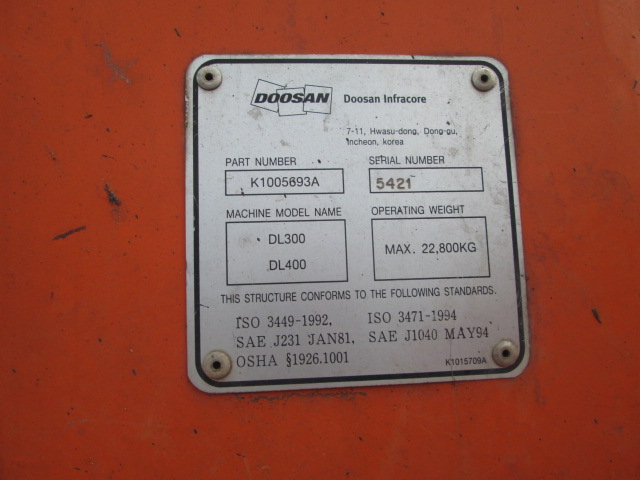 DOOSAN Doosan Infracore
7-11, Hwasu-dong, Dong-gu,
Incheon, korea
PART NUMBER SERIAL NUMBER
K1005693A 5421
MACHINE MODEL NAME OPERATING WEIGHT
DL300
MAX. 22,800KG
DL400
THIS STRUCTURE CONFORMS TO THE FOLLOWING STANDARDS.
ISO 3449-1992, ISO 3471-1994
SAE J231 JAN81, SAE J1040 MAY94
OSHA §1926.1001
K1015709A